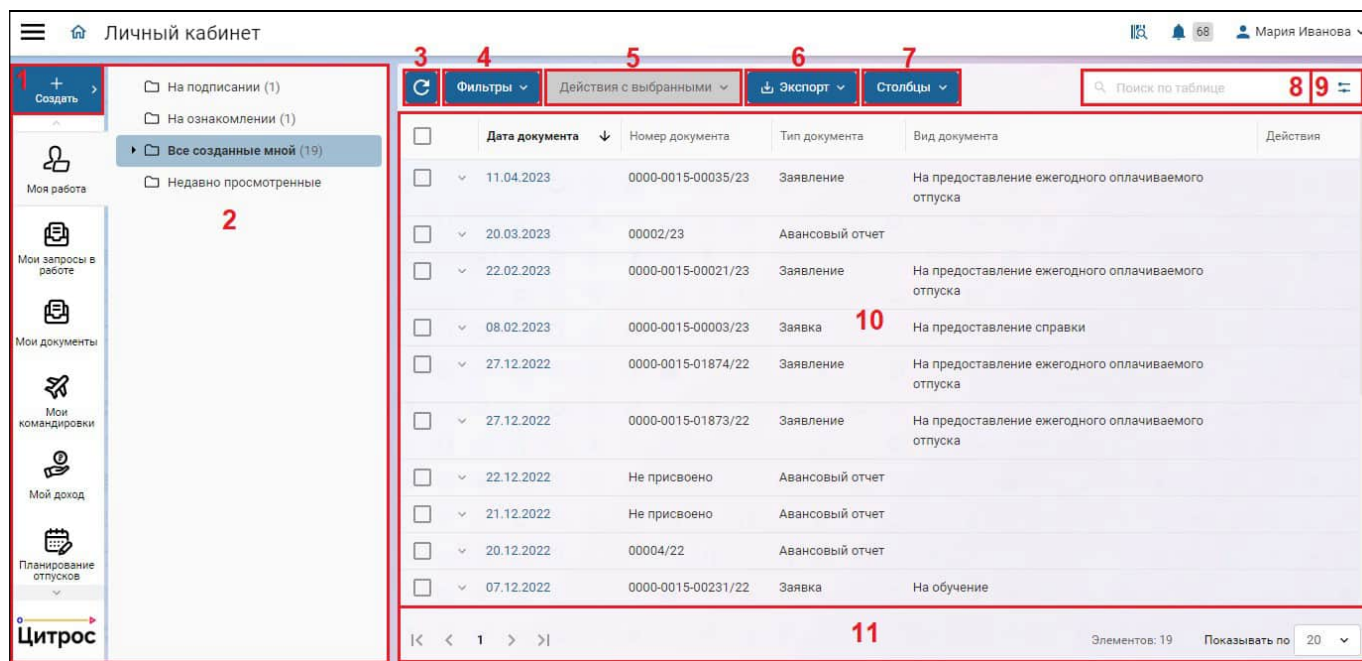 Личный кабинет
68
Мария Иванова
1
+
Создать
Моя работа
Мои запросы в
работе
Мои документы
Мои
командировки
Мой доход
Планирование
отпусков
Цитрос
На подписании (1)
На ознакомлении (1)
Все созданные мной (19)
Недавно просмотренные
2
3 4 5 6 7
Фильтры Действия с выбранными Экспорт Столбцы Поиск по таблице 8 9
Дата документа Номер документа Тип документа Вид документа Действия
11.04.2023 0000-0015-00035/23 Заявление На предоставление ежегодного оплачиваемого
отпуска
20.03.2023 00002/23 Авансовый отчет
22.02.2023 0000-0015-00021/23 Заявление На предоставление ежегодного оплачиваемого
отпуска
08.02.2023 0000-0015-00003/23 Заявка 10 На предоставление справки
27.12.2022 0000-0015-01874/22 Заявление На предоставление ежегодного оплачиваемого
отпуска
27.12.2022 0000-0015-01873/22 Заявление На предоставление ежегодного оплачиваемого
отпуска
22.12.2022 Не присвоено Авансовый отчет
21.12.2022 Не присвоено Авансовый отчет
20.12.2022 00004/22 Авансовый отчет
07.12.2022 0000-0015-00231/22 Заявка На обучение
1 11 Элементов: 19 Показывать по 20